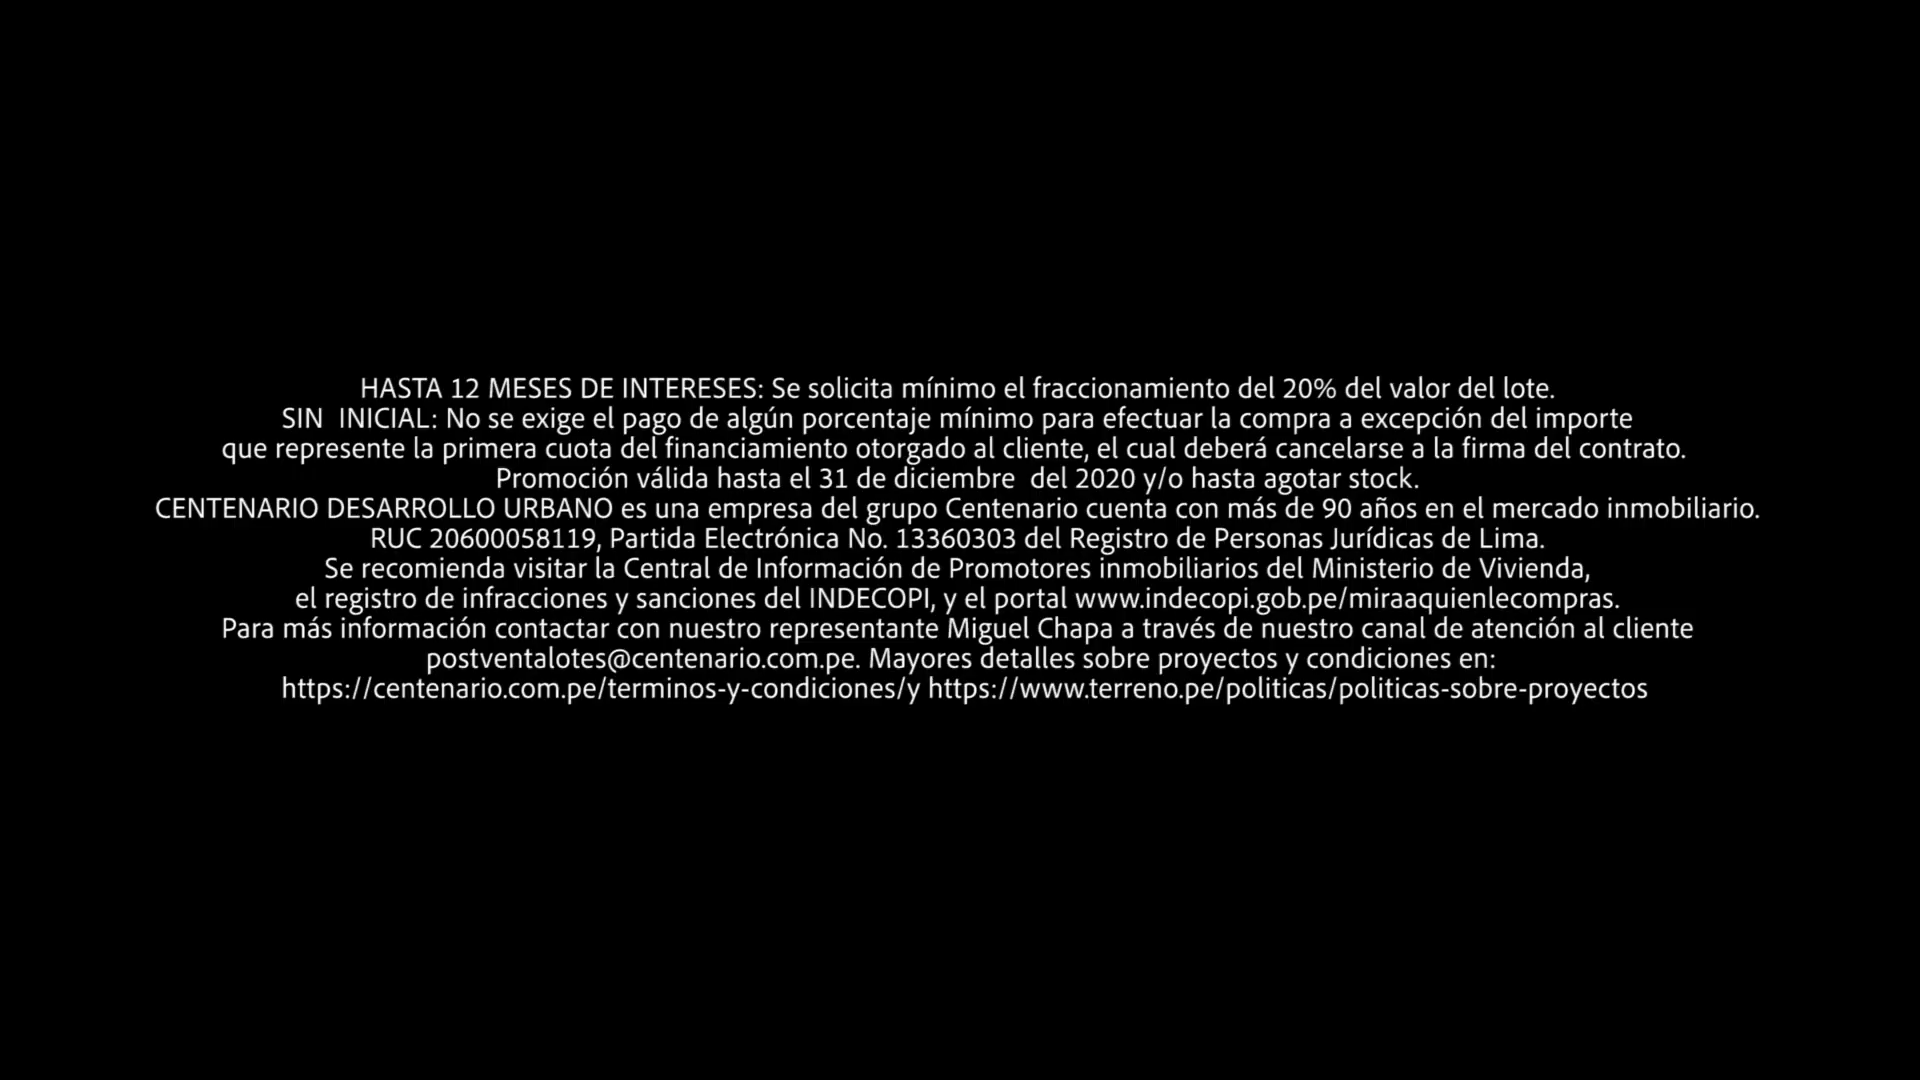 HASTA 12 MESES DE INTERESES: Se solicita mínimo el fraccionamiento del 20% del valor del lote.
SIN  INICIAL: No se exige el pago de algún porcentaje mínimo para efectuar la compra a excepción del importe
que represente la primera cuota del financiamiento otorgado al cliente, el cual deberá cancelarse a la firma del contrato.
Promoción válida hasta el 31 de diciembre  del 2020 y/o hasta agotar stock.
CENTENARIO DESARROLLO URBANO es una empresa del grupo Centenario cuenta con más de 90 años en el mercado inmobiliario.
RUC 20600058119, Partida Electrónica No. 13360303 del Registro de Personas Jurídicas de Lima.
Se recomienda visitar la Central de Información de Promotores inmobiliarios del Ministerio de Vivienda,
el registro de infracciones y sanciones del INDECOPI, y el portal www.indecopi.gob.pe/miraaquienlecompras.
Para más información contactar con nuestro representante Miguel Chapa a través de nuestro canal de atención al cliente
postventalotes@centenario.com.pe. Mayores detalles sobre proyectos y condiciones en:
https://centenario.com.pe/terminos-y-condiciones/y https://www.terreno.pe/politicas/politicas-sobre-proyectos